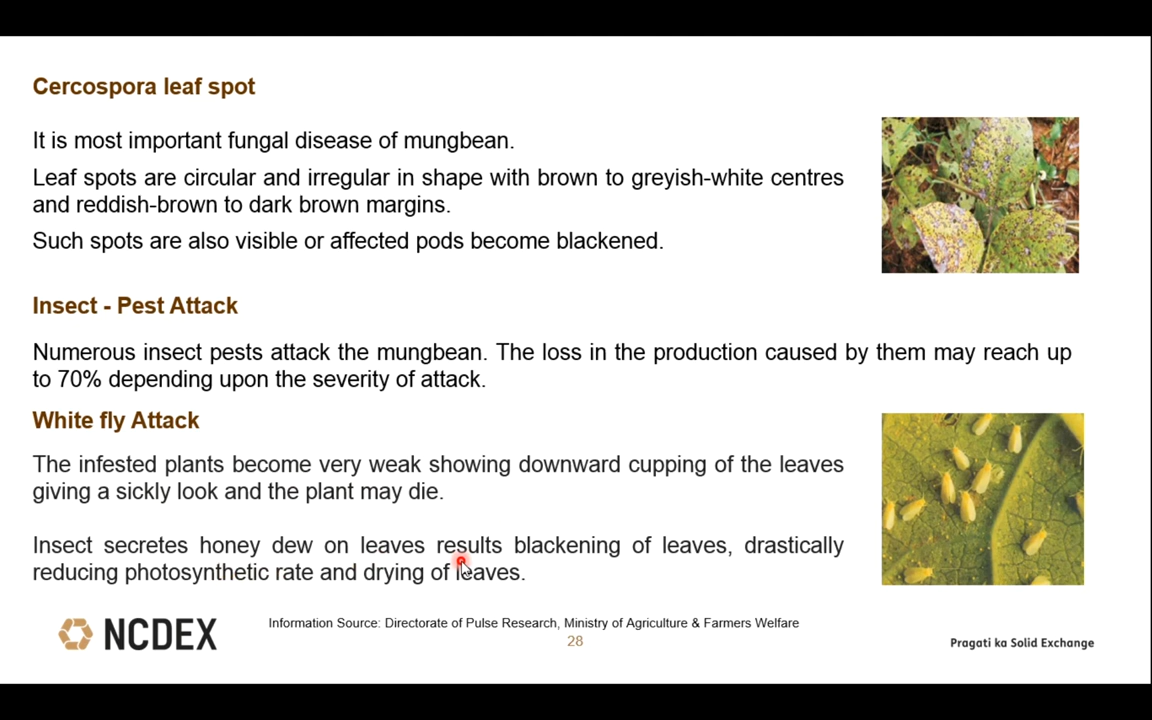 Cercospora leaf spot
It is most important fungal disease of mungbean.
Leaf spots are circular and irregular in shape with brown to greyish-white centres
and reddish-brown to dark brown margins.
Such spots are also visible or affected pods become blackened.
Insect - Pest Attack
Numerous insect pests attack the mungbean. The loss in the production caused by them may reach up
to 70% depending upon the severity of attack.
White fly Attack
The infested plants become very weak showing downward cupping of the leaves
giving a sickly look and the plant may die.
Insect secretes honey dew on leaves results blackening of leaves, drastically
reducing photosynthetic rate and drying of leaves.
NCDEX
Information Source: Directorate of Pulse Research, Ministry of Agriculture & Farmers Welfare
28
Pragati ka Solid Exchange